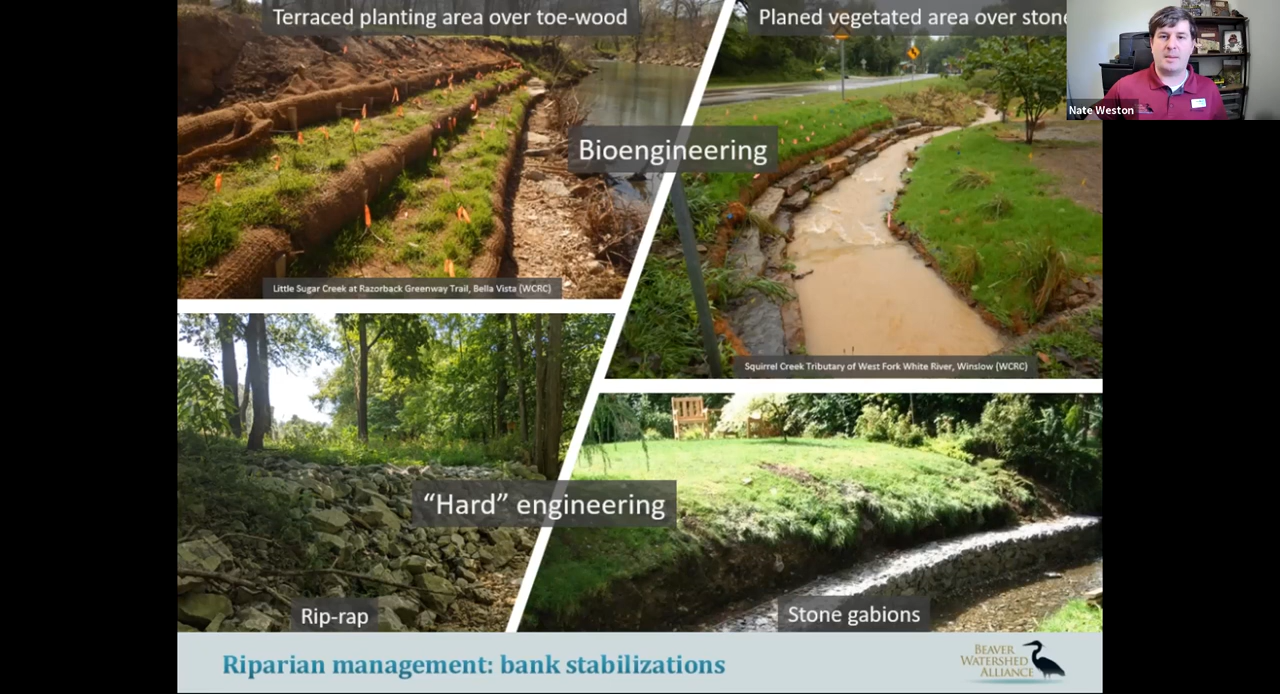 Terraced planting area over toe-wood
Planed vegetated area over stone
Nate Weston
Bioengineering
Little Sugar Creek at Razorback Greenway Trail, Bella Vista (WCRC)
Squirrel Creek Tributary of West Fork White River, Winslow (WCRC)
“Hard” engineering
Rip-rap
Stone gabions
Riparian management: bank stabilizations
BEAVER
WATERSHED
ALLIANCE